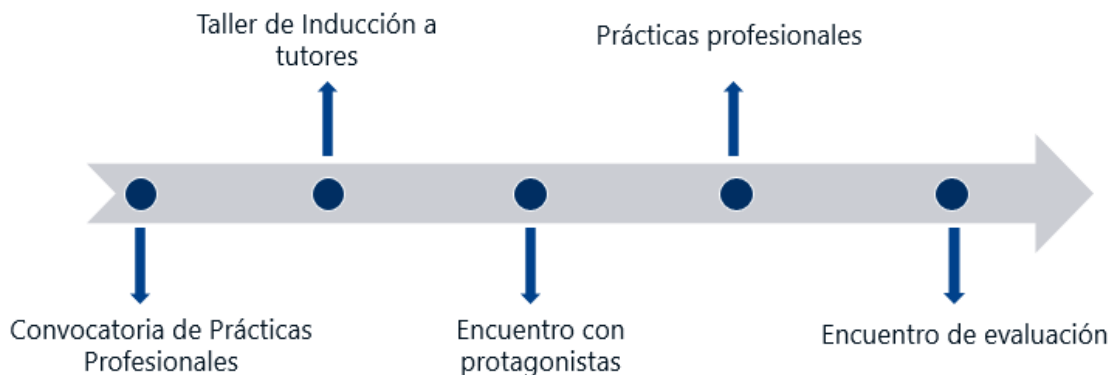 Taller de Inducción a
tutores
Prácticas profesionales
Convocatoria de Prácticas
Profesionales
Encuentro con
protagonistas
Encuentro de evaluación